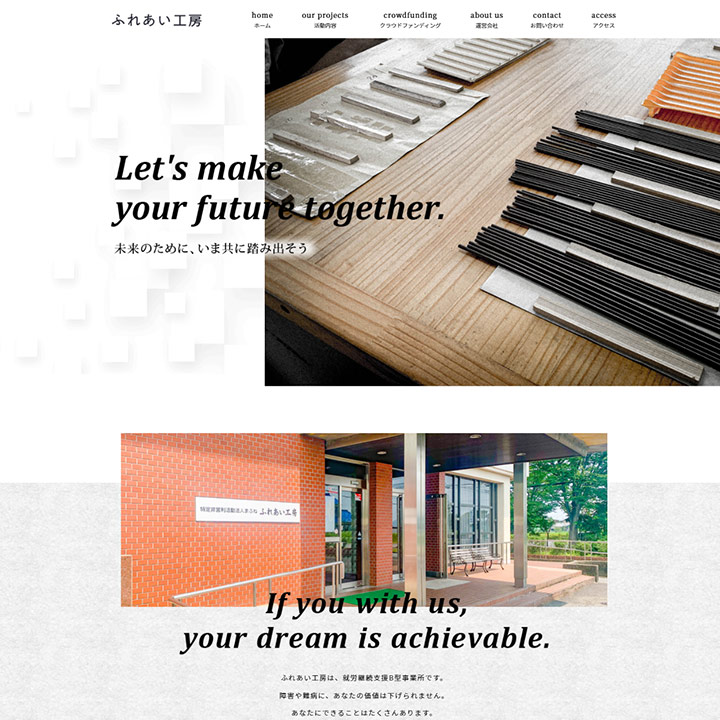 ふれあい工房
home
ホーム
our projects
活動内容
crowdfunding
クラウドファンディング
about us
運営会社
contact
お問い合わせ
access
アクセス
Let's make
your future together.
未来のために、いま共に踏み出そう
特定非営利活動法人きらね ふれあい工房
If you with us,
your dream is achievable.
ふれあい工房は、就労継続支援B型事業所です。
障害や難病に、あなたの価値は下げられません。
あなたにできることはたくさんあります。